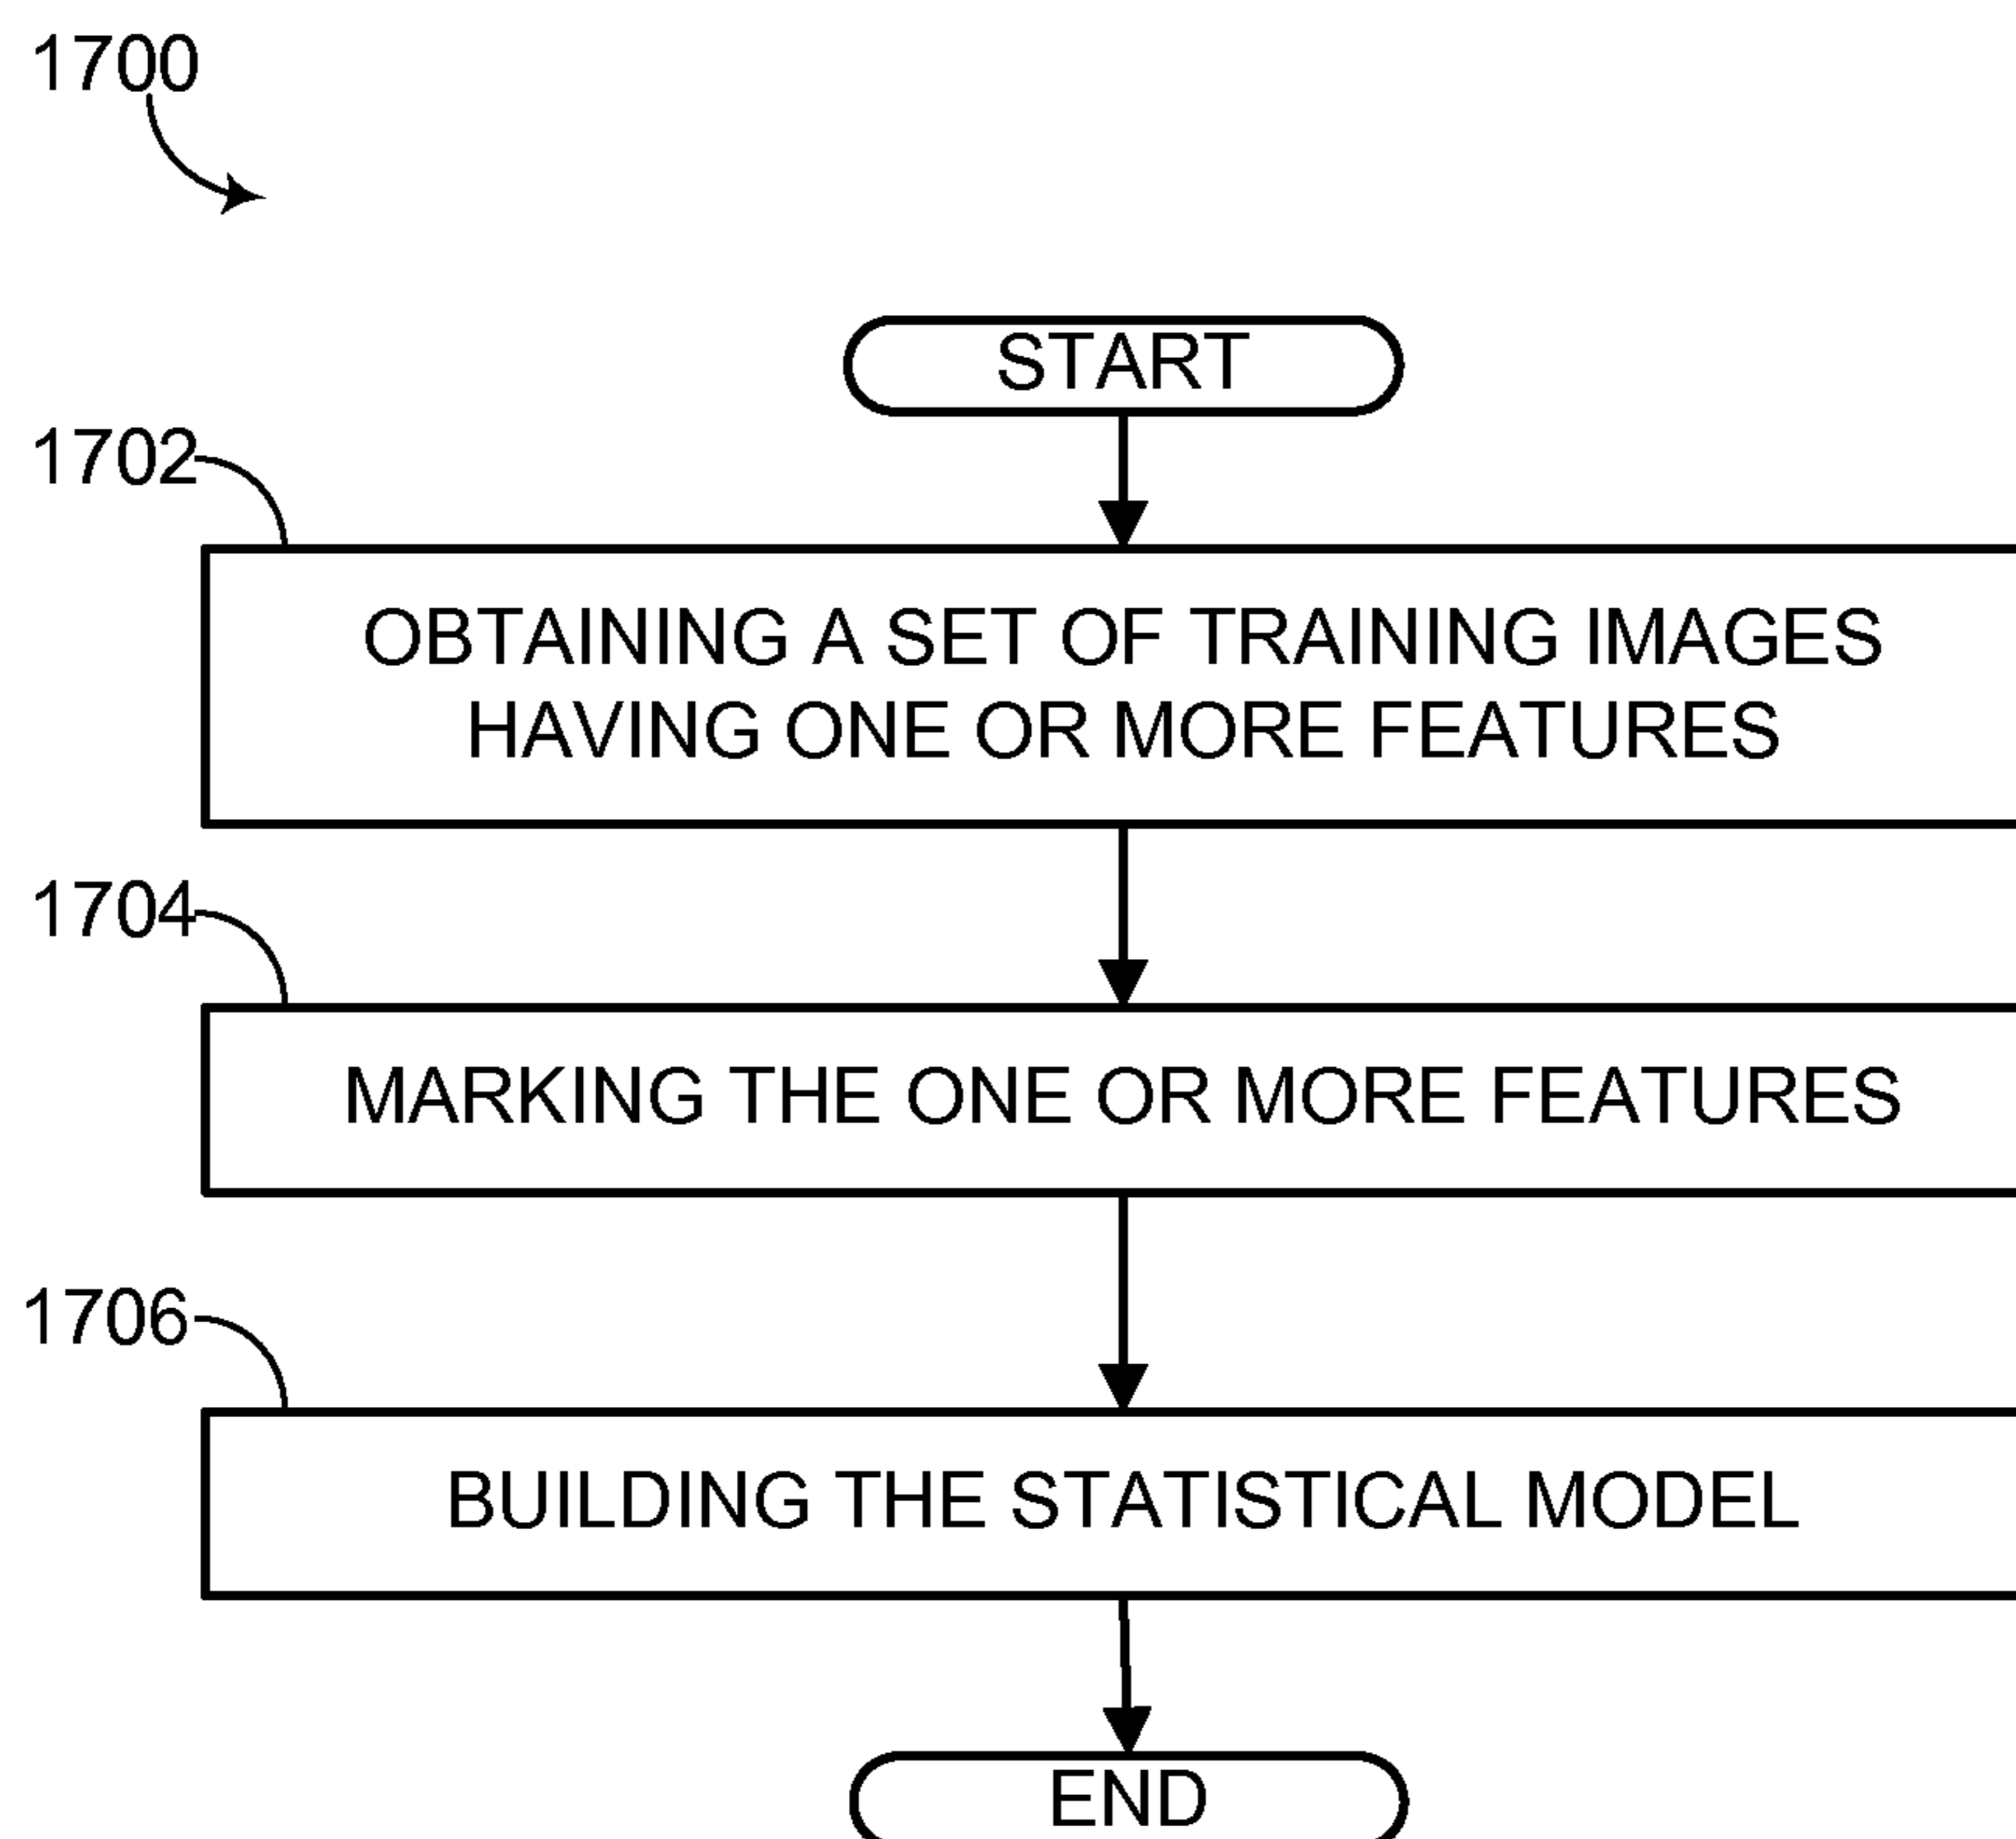 1700
START
1702
OBTAINING A SET OF TRAINING IMAGES
HAVING ONE OR MORE FEATURES
1704
MARKING THE ONE OR MORE FEATURES
1706
BUILDING THE STATISTICAL MODEL
END